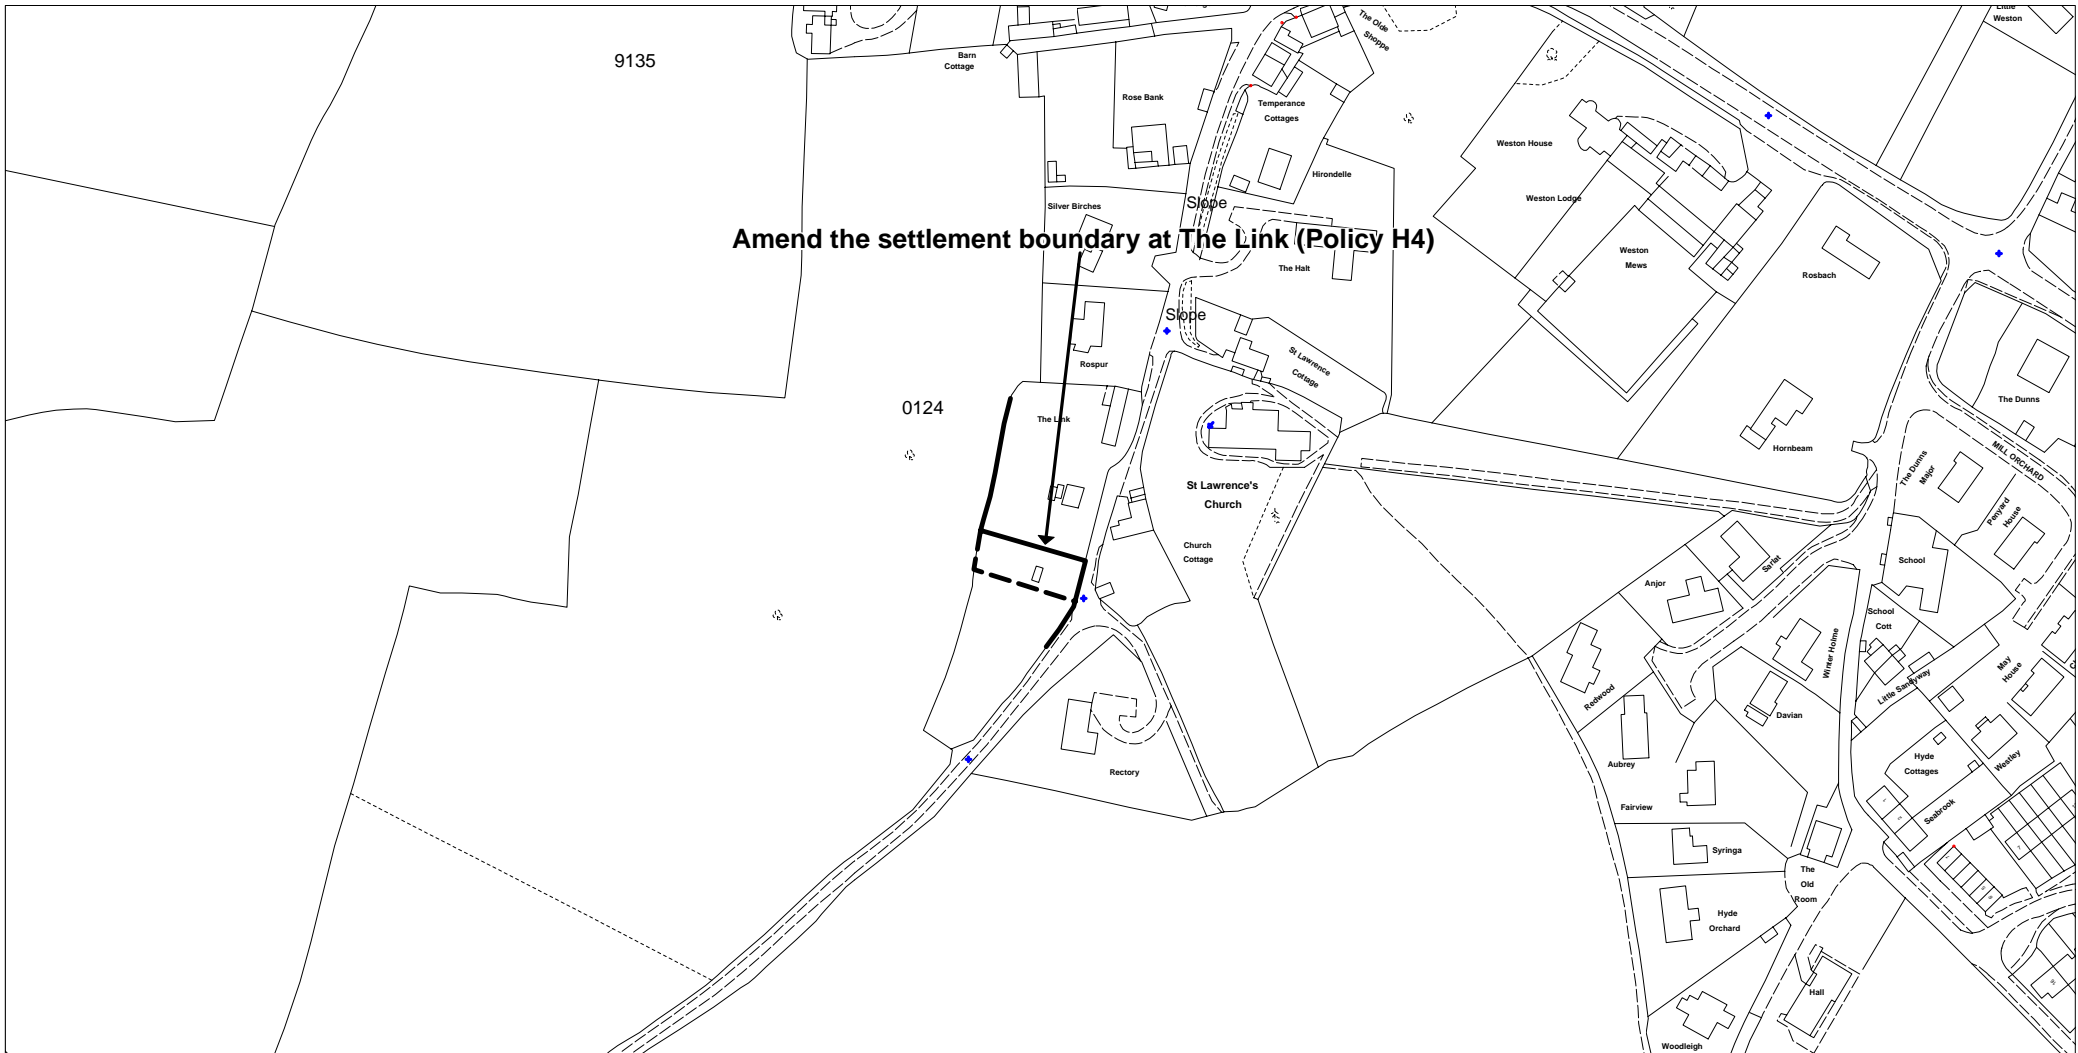 Little
Weston
The Olde
Shoppe
9135
Barn
Cottage
Rose Bank
Temperance
Cottages
Weston House
Hirondelle
Weston Lodge
Silver Birches
Slope
Amend the settlement boundary at The Link (Policy H4)
The Halt
Weston
Mews
Rosbach
Slope
St Lawrence
Cottage
Rospur
The Dunns
0124
The Link
Hornbeam
MILL ORCHARD
The Dunns
Major
St Lawrence's
Church
Penyard
House
Church
Cottage
School
Sarlat
Anjor
School
Cott
Winter Holme
May
House
Redwood
Little Sandyway
Davian
Hyde
Cottages
Westley
Aubrey
Rectory
Fairview
Seabrook
Syringa
The
Old
Room
Hyde
Orchard
Hall
Woodleigh